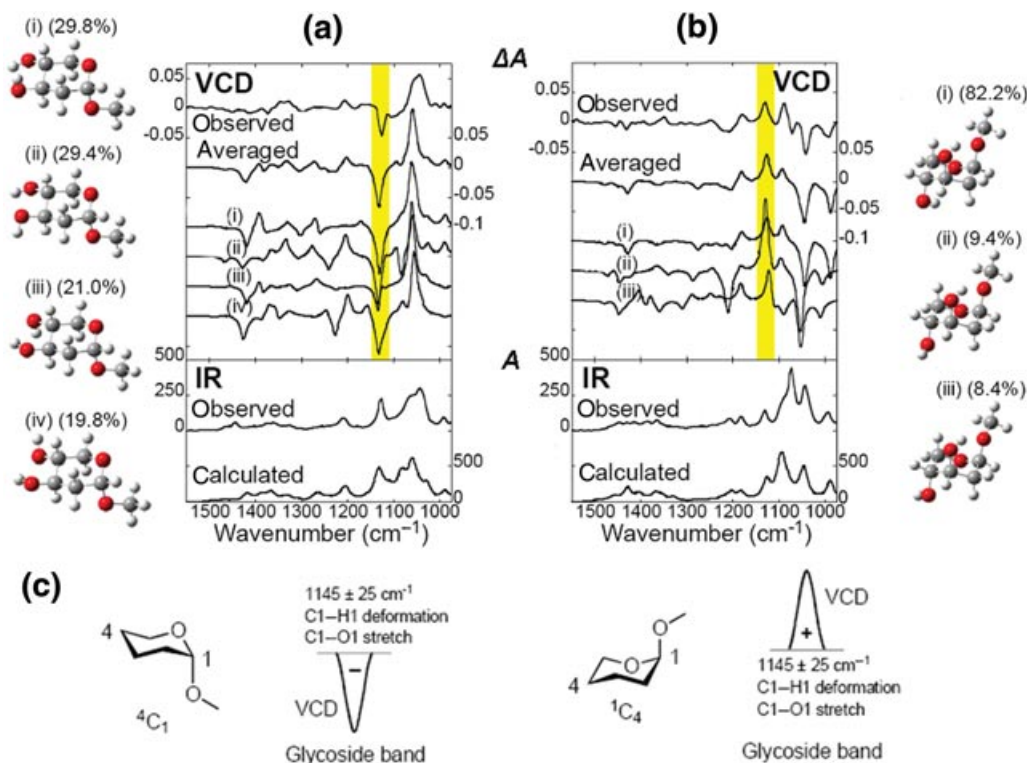 (a)
(b)
(i) (29.8%)
(ii) (29.4%)
(iii) (21.0%)
(iv) (19.8%)
VCD
0.05
0
-0.05
Observed
Averaged
0.05
0
-0.05
-0.1
(i)
(ii)
(iii)
(iv)
500
250
0
IR
Observed
Calculated
500
0
1500
1400
1300
1200
1100
1000
Wavenumber (cm−1)
ΔA
A
VCD
0.05
0
-0.05
Observed
Averaged
0.05
0
-0.05
-0.1
(i)
(ii)
(iii)
500
250
0
IR
Observed
Calculated
500
0
1500
1400
1300
1200
1100
1000
Wavenumber (cm−1)
(i) (82.2%)
(ii) (9.4%)
(iii) (8.4%)
(c)
4
O
1
O
4C1
1145 ± 25 cm-1
C1–H1 deformation
C1–O1 stretch
−
VCD
Glycoside band
O
1
O
4
1C4
VCD
+
1145 ± 25 cm−1
C1–H1 deformation
C1–O1 stretch
Glycoside band